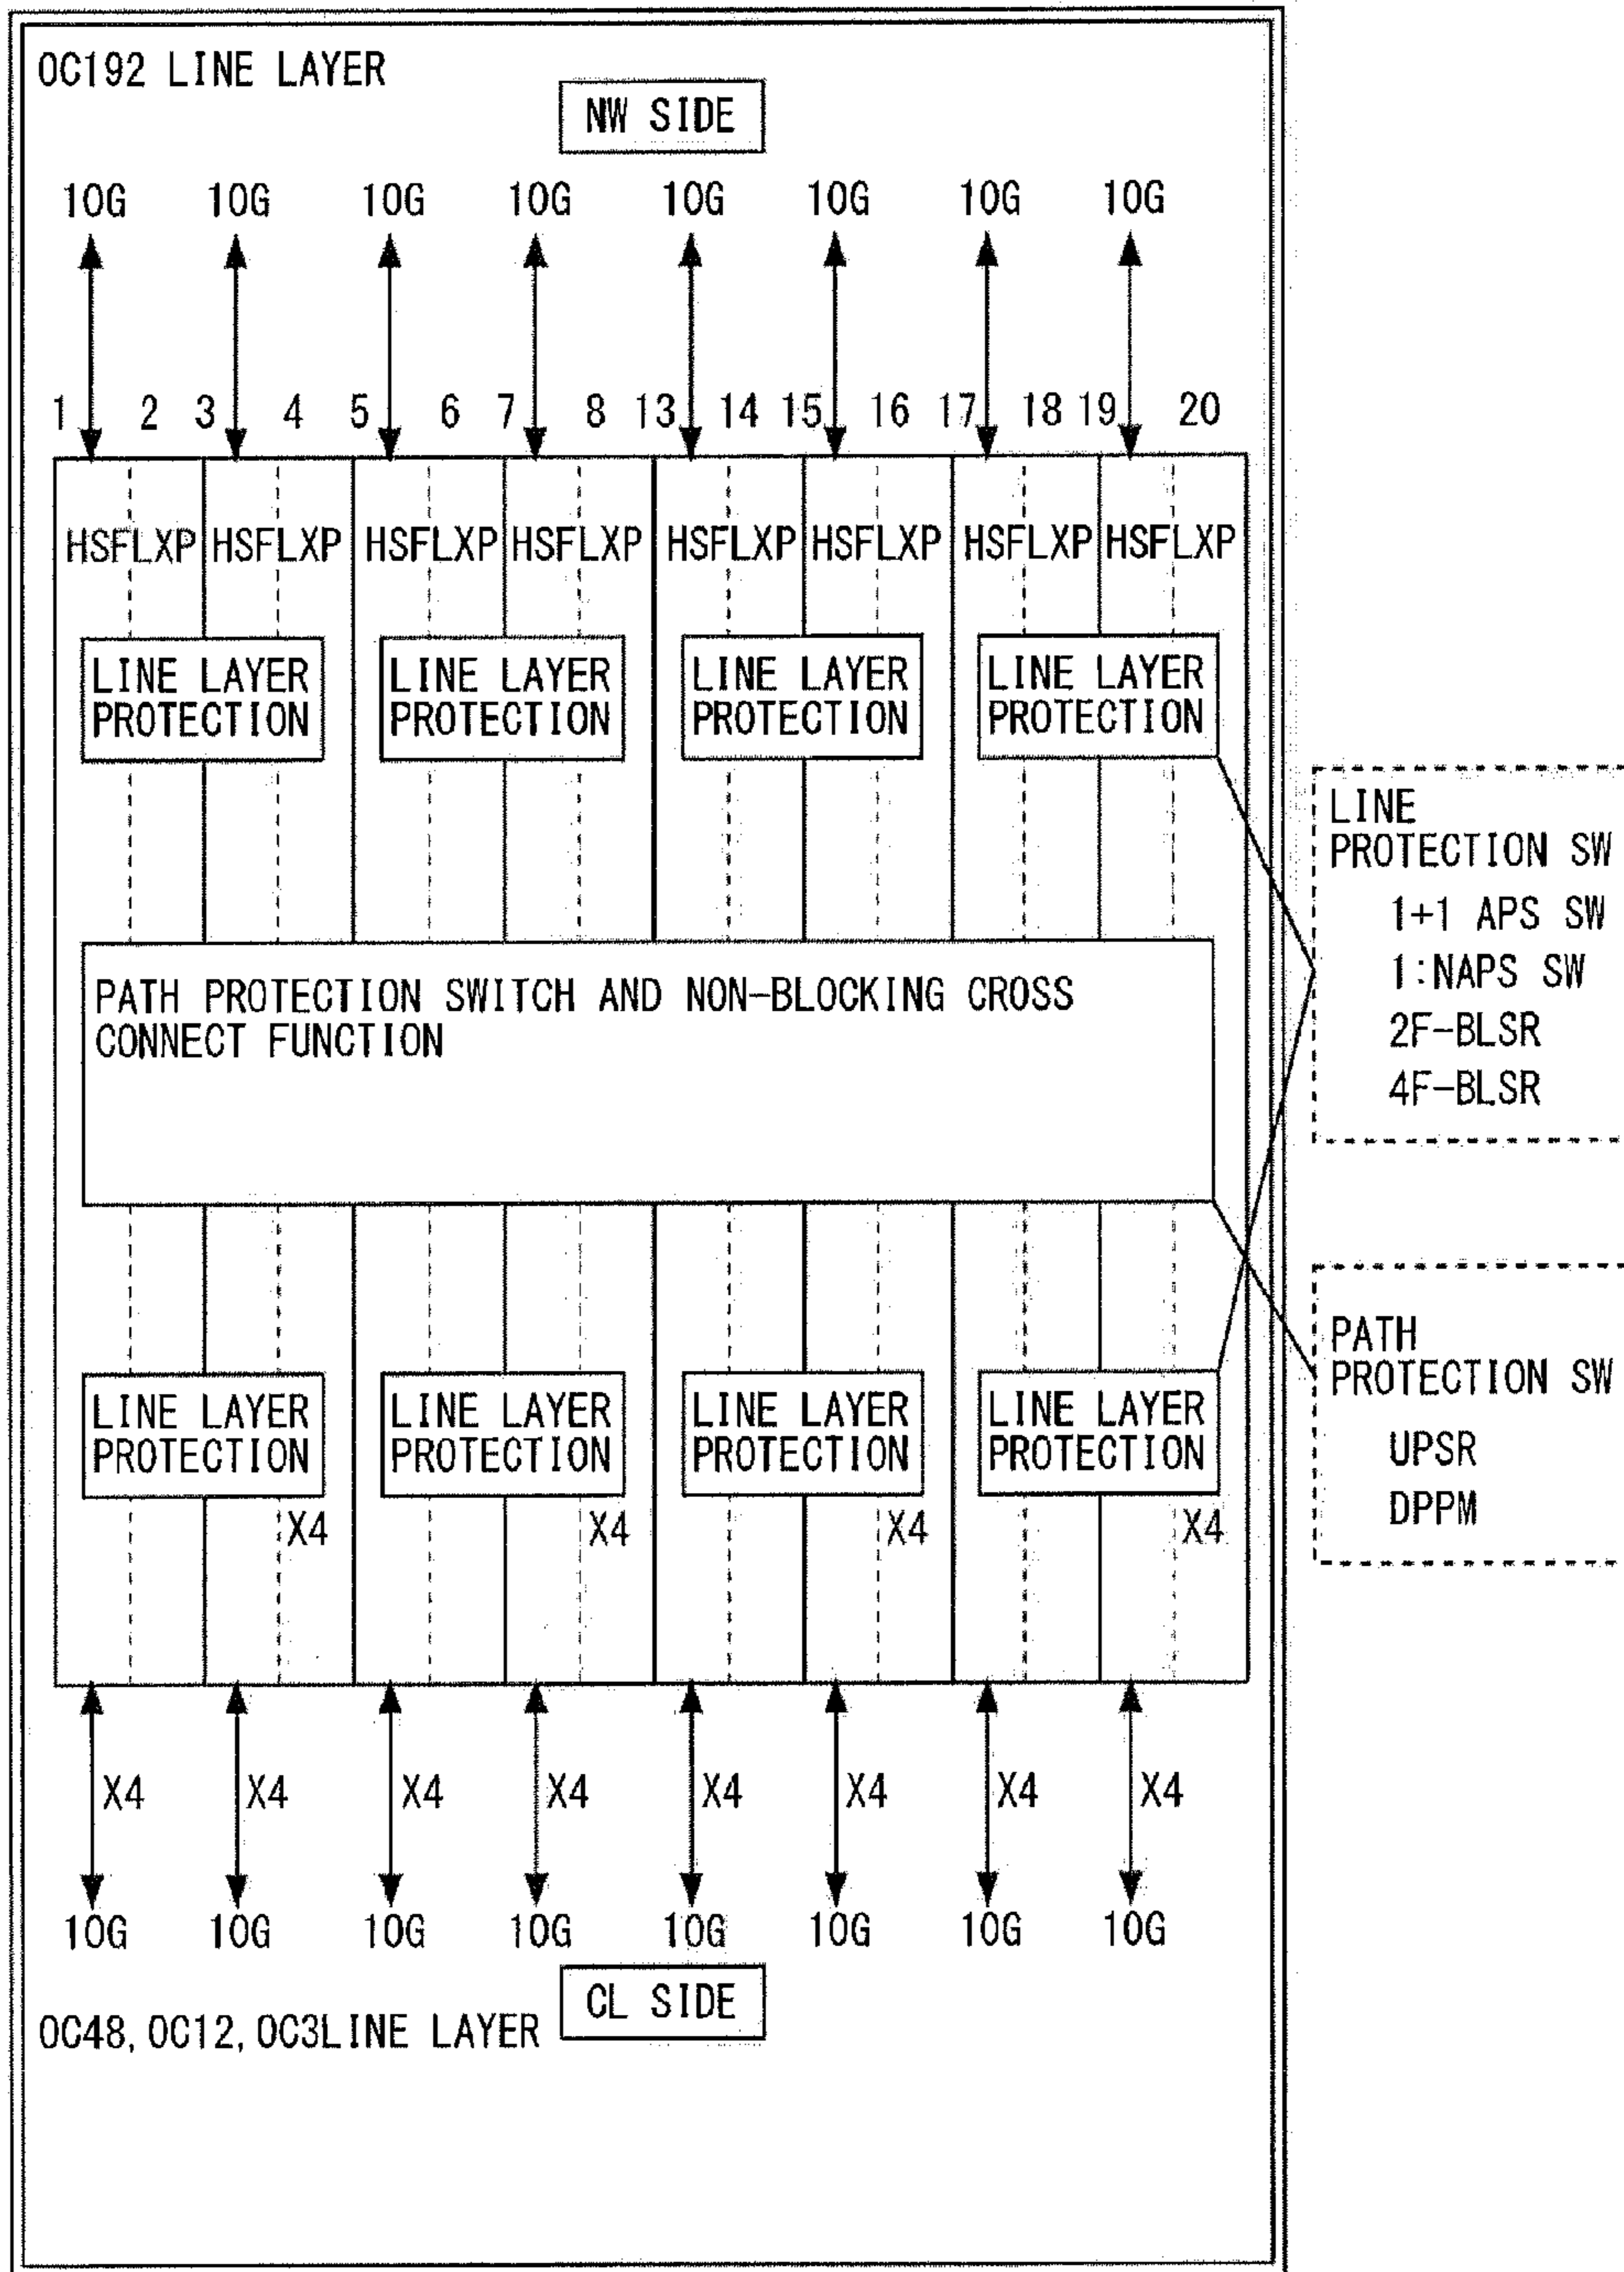 OC192 LINE LAYER
NW SIDE
10G 10G 10G 10G 10G 10G 10G 10G
1 2 3 4 5 6 7 8 13 14 15 16 17 18 19 20
HSFLXP HSFLXP HSFLXP HSFLXP HSFLXP HSFLXP HSFLXP HSFLXP
LINE LAYER PROTECTION
LINE LAYER PROTECTION
LINE LAYER PROTECTION
LINE LAYER PROTECTION
LINE
PROTECTION SW
1+1 APS SW
1:NAPS SW
2F-BLSR
4F-BLSR
PATH PROTECTION SWITCH AND NON-BLOCKING CROSS
CONNECT FUNCTION
PATH
PROTECTION SW
UPSR
DPPM
LINE LAYER PROTECTION
LINE LAYER PROTECTION
LINE LAYER PROTECTION
LINE LAYER PROTECTION
X4 X4 X4 X4
X4 X4 X4 X4 X4 X4 X4 X4
10G 10G 10G 10G 10G 10G 10G 10G
CL SIDE
OC48,OC12,OC3LINE LAYER